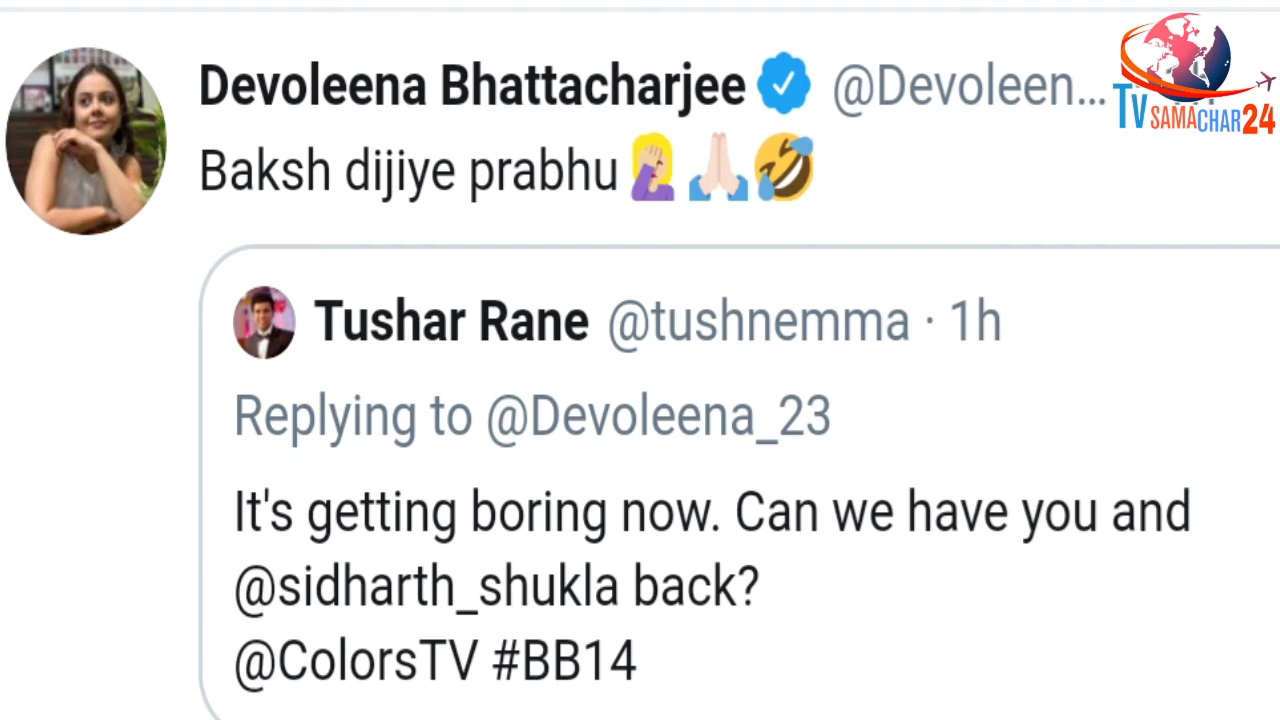 Devoleena Bhattacharjee @Devoleen...
Baksh dijiye prabhu🤦🏼‍♀️🙏🏻🤣
TV SAMACHAR24
Tushar Rane @tushnemma · 1h
Replying to @Devoleena_23
It's getting boring now. Can we have you and
@sidharth_shukla back?
@ColorsTV #BB14